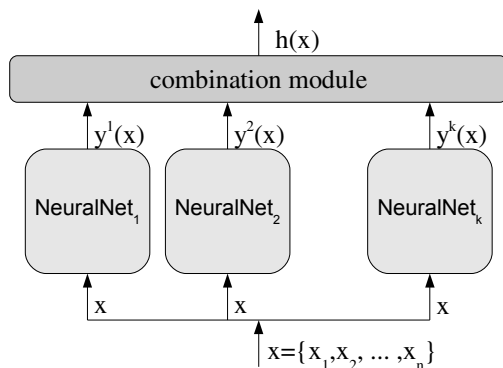 h(x)
combination module
y¹(x) y²(x) yᵏ(x)
NeuralNet₁ NeuralNet₂ NeuralNetₖ
x x x
x={x₁,x₂, ... ,xₙ}